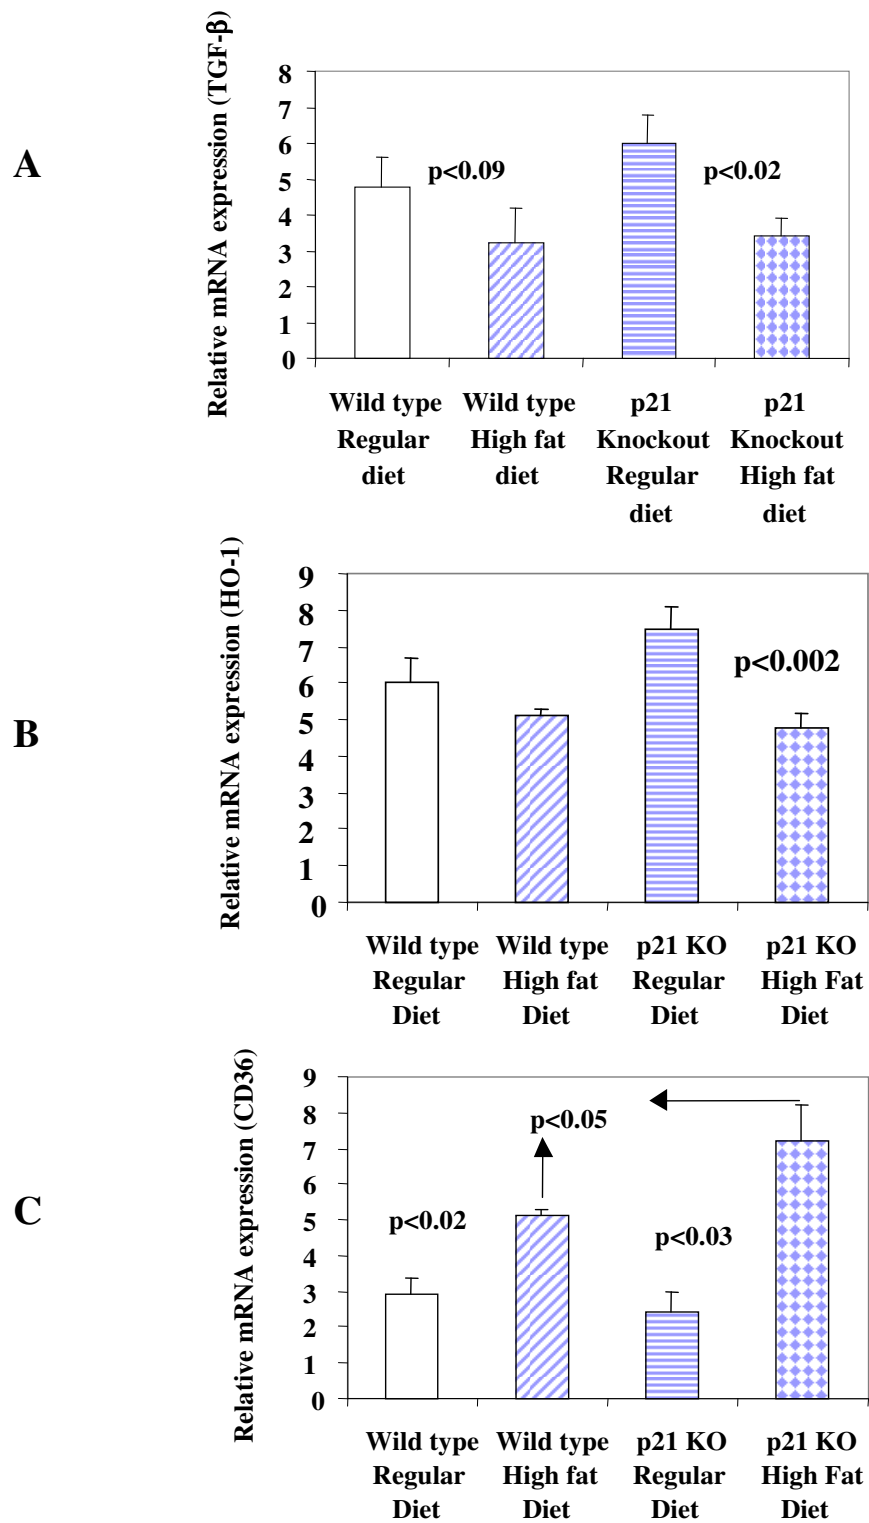 A
Relative mRNA expression (TGF-β)
8
7
6
5
4
3
2
1
0
p<0.09
p<0.02
Wild type Regular diet
Wild type High fat diet
p21 Knockout Regular diet
p21 Knockout High fat diet
B
Relative mRNA expression (HO-1)
9
8
7
6
5
4
3
2
1
0
p<0.002
Wild type Regular Diet
Wild type High fat Diet
p21 KO Regular Diet
p21 KO High Fat Diet
C
Relative mRNA expression (CD36)
9
8
7
6
5
4
3
2
1
0
p<0.02
p<0.05
p<0.03
Wild type Regular Diet
Wild type High fat Diet
p21 KO Regular Diet
p21 KO High Fat Diet